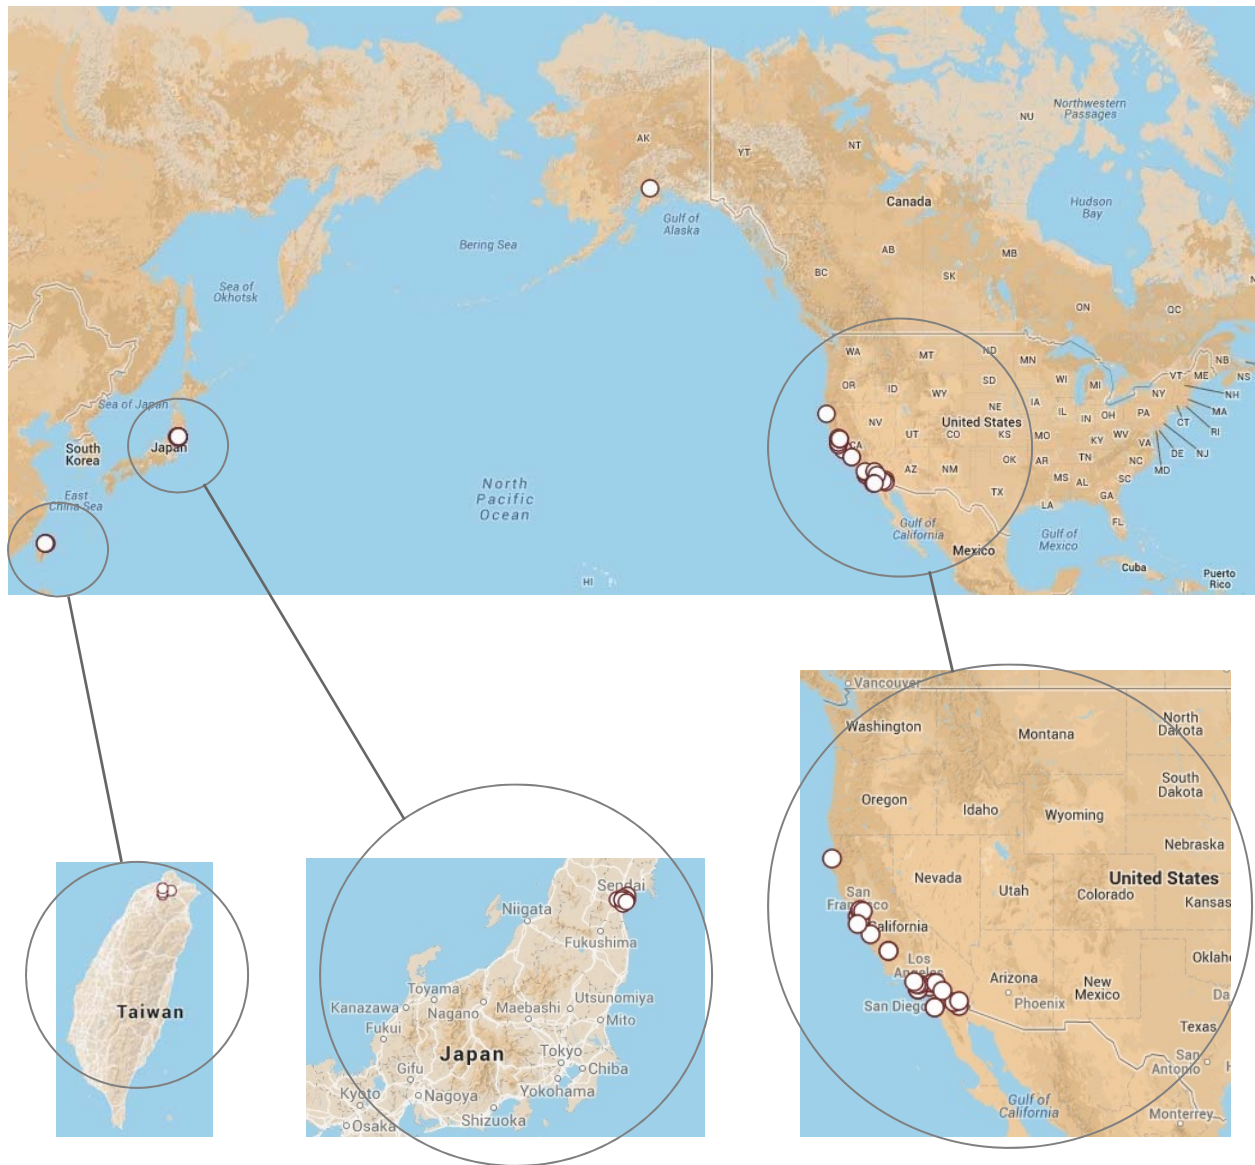 Northwestern
Passages
NU
AK
YT
NT
Canada
Hudson
Bay
Gulf of
Alaska
Bering Sea
AB
MB
BC
SK
Sea of
Okhotsk
ON
QC
WA
MT
ND
MN
NB
VT
ME
NS
OR
ID
WY
SD
WI
MI
NY
NH
Sea of Japan
NE
IA
IL
IN
OH
PA
MA
NV
United States
CT
RI
South
Korea
Japan
CA
UT
CO
KS
MO
KY
WV
VA
NJ
MD
DE
AZ
NM
OK
AR
TN
NC
MS
AL
SC
TX
GA
LA
FL
East
China Sea
North
Pacific
Ocean
Gulf of
California
Gulf of
Mexico
Mexico
Cuba
Puerto
Rico
HI
Vancouver
Washington
Montana
North
Dakota
South
Dakota
Oregon
Idaho
Wyoming
Nebraska
Nevada
Utah
United States
Colorado
Kansas
San
Francisco
California
Los
Angeles
Arizona
Phoenix
New
Mexico
San Diego
Texas
San
Antonio
Gulf of
California
Monterrey
Taiwan
Sendai
Niigata
Fukushima
Toyama
Kanazawa
Nagano
Maebashi
Utsunomiya
Mito
Fukui
Japan
Tokyo
Chiba
Gifu
Yokohama
Kyoto
Nagoya
Shizuoka
Osaka